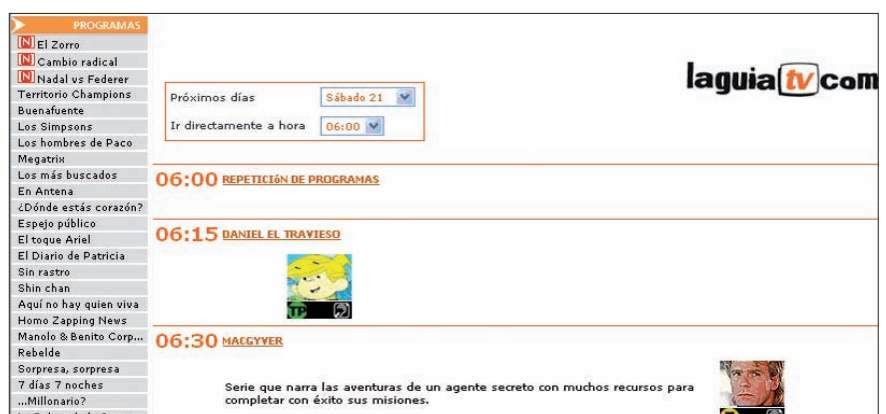 PROGRAMAS
[N] El Zorro
[N] Cambio radical
[N] Nadal vs Federer
Territorio Champions
Buenafuente
Los Simpsons
Los hombres de Paco
Megatrix
Los más buscados
En Antena
¿Dónde estás corazón?
Espejo público
El toque Ariel
El Diario de Patricia
Sin rastro
Shin chan
Aquí no hay quien viva
Homo Zapping News
Manolo & Benito Corp...
Rebelde
Sorpresa, sorpresa
7 días 7 noches
...Millonario?
laguiatvcom
Próximos días Sábado 21
Ir directamente a hora 06:00
06:00 REPETICIóN DE PROGRAMAS
06:15 DANIEL EL TRAVIESO
TP
06:30 MACGYVER
Serie que narra las aventuras de un agente secreto con muchos recursos para
completar con éxito sus misiones.